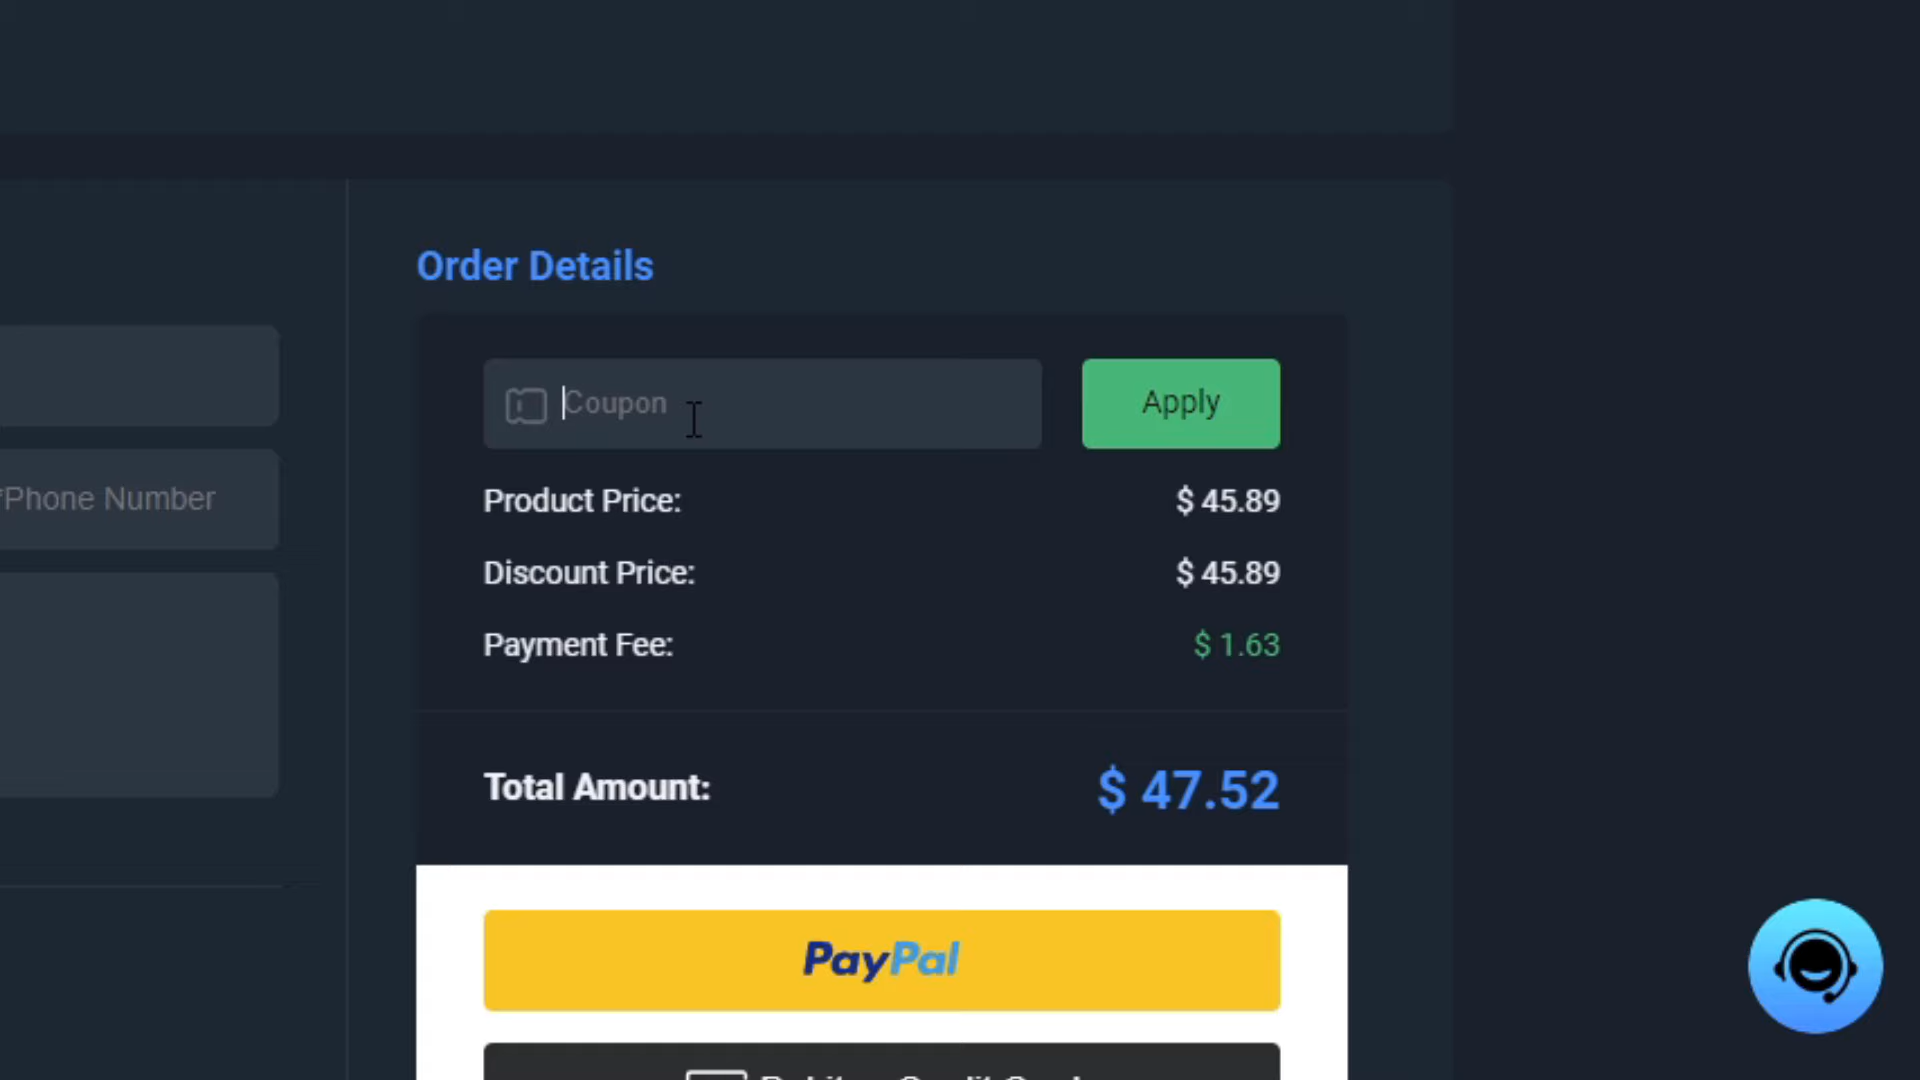 Order Details
Coupon
Apply
*Phone Number
Product Price:
$ 45.89
Discount Price:
$ 45.89
Payment Fee:
$ 1.63
Total Amount:
$ 47.52
PayPal